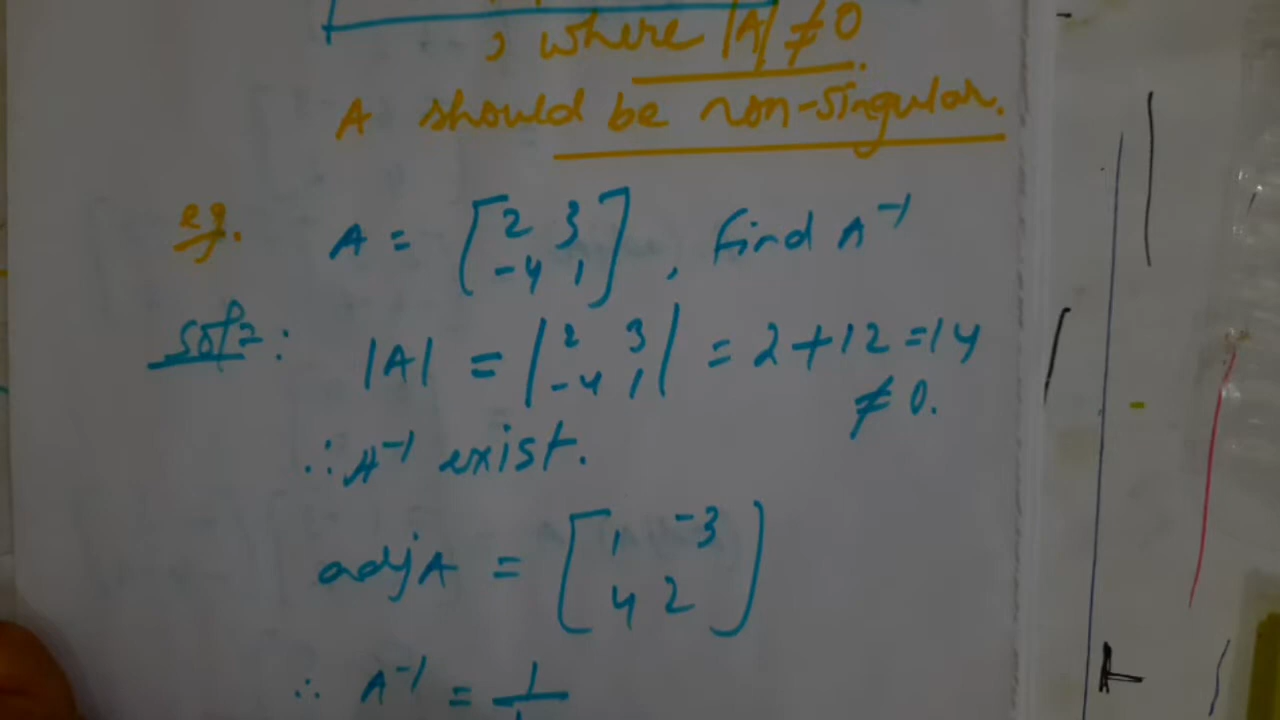 , where |A| ≠ 0.
A should be non-singular.
eg. A = [2 3 -4 1], find A⁻¹
Solⁿ: |A| = |2 3 -4 1| = 2+12 = 14
≠ 0.
∴ A⁻¹ exist.
adj A = [1 -3 4 2]
∴ A⁻¹ = 1